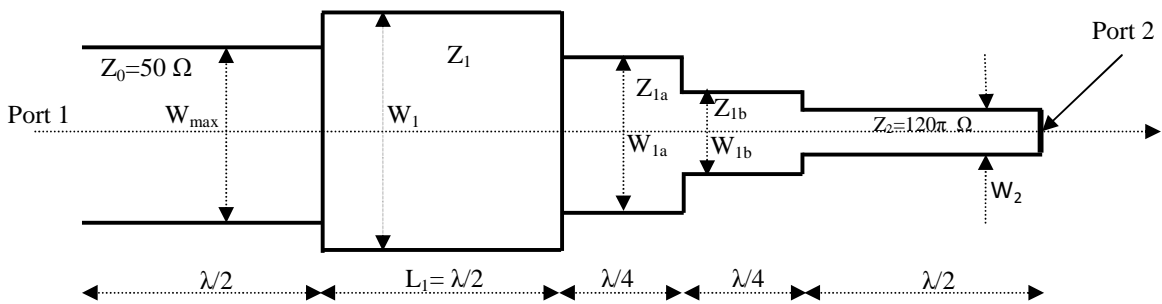 Port 2
Z0=50 Ω
Z1
Z1a
Z1b
Port 1
Wmax
W1
W1a
W1b
Z2=120π Ω
W2
λ/2
L1= λ/2
λ/4
λ/4
λ/2